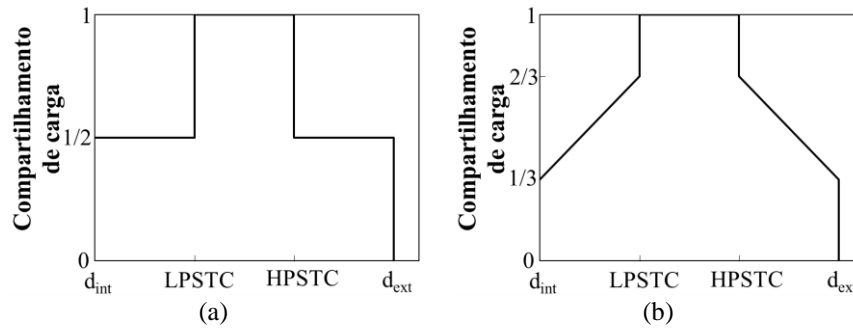 Compartilhamento
de carga
1
1/2
0
d_int LPSTC HPSTC d_ext
(a)
Compartilhamento
de carga
1
2/3
1/3
0
d_int LPSTC HPSTC d_ext
(b)